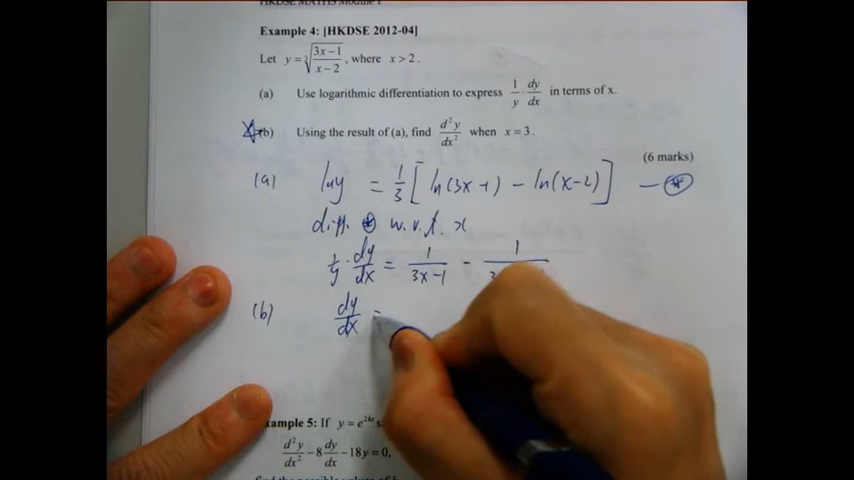 HKDSE MATHS Module 1
Example 4: [HKDSE 2012-04]
Let y = ∛((3x−1)/(x−2)), where x > 2.
(a) Use logarithmic differentiation to express 1/y · dy/dx in terms of x.
(b) Using the result of (a), find d²y/dx² when x = 3.
(6 marks)
(a) ln y = 1/3 [ln(3x−1) − ln(x−2)] — *
diff. * w.r.t. x
1/y · dy/dx = 1/(3x−1) − 1/
(b) dy/dx =
xample 5: If y = e
d²y/dx² − 8 dy/dx − 18y = 0,